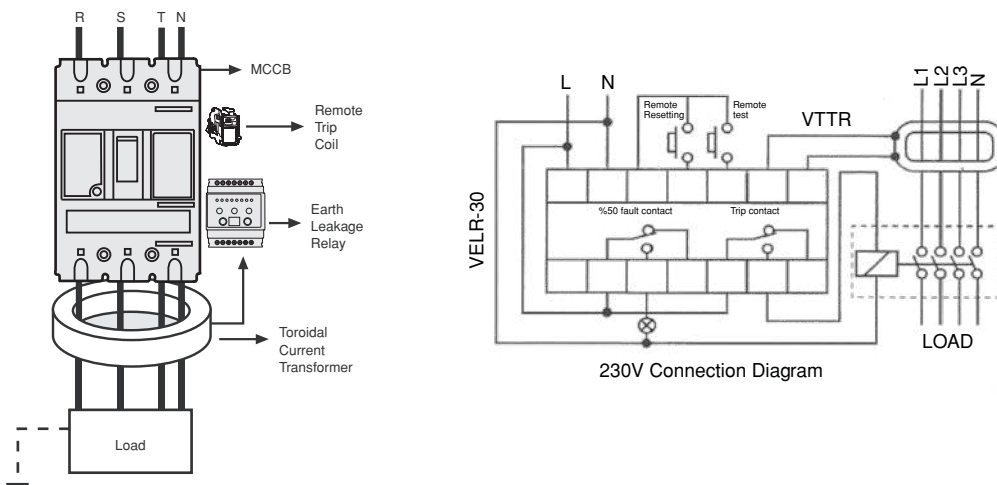 R S T N
MCCB
Remote
Trip
Coil
Earth
Leakage
Relay
Toroidal
Current
Transformer
Load
VELR-30
L N
Remote
Resetting
Remote
test
VTTR
L1
L2
L3
N
%50 fault contact
Trip contact
LOAD
230V Connection Diagram